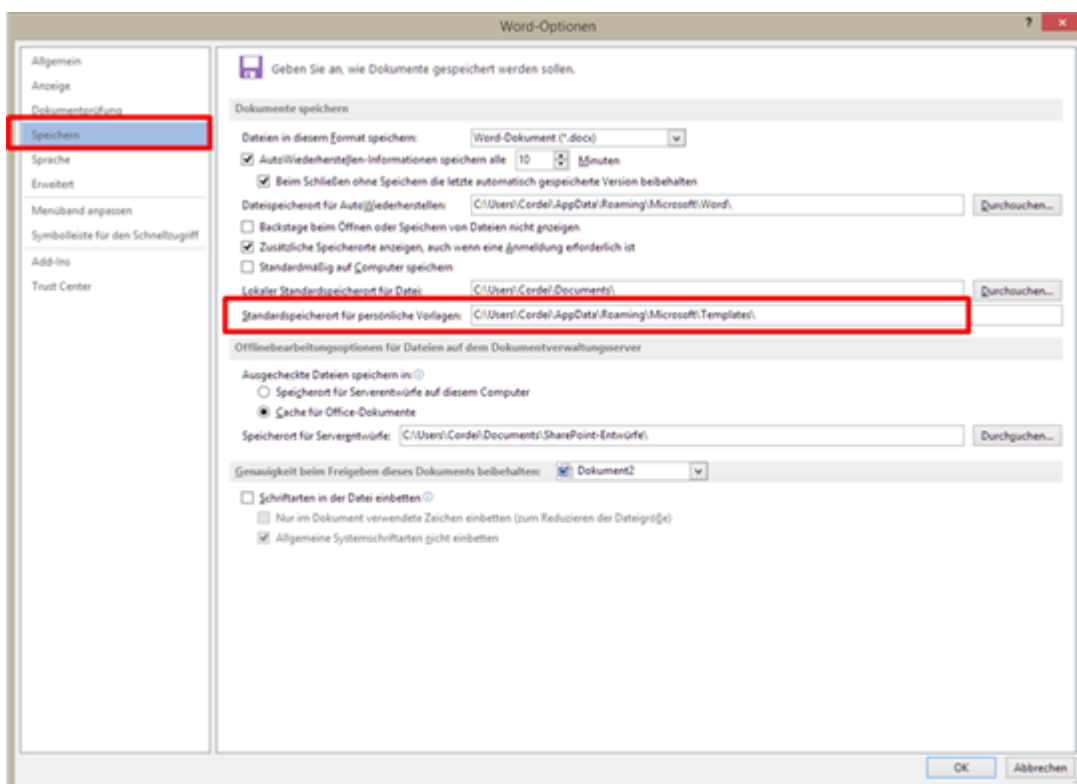 Word-Optionen
?
Allgemein
Anzeige
Dokumentprüfung
Speichern
Sprache
Erweitert
Menüband anpassen
Symbolleiste für den Schnellzugriff
Add-Ins
Trust Center
Geben Sie an, wie Dokumente gespeichert werden sollen.
Dokumente speichern
Dateien in diesem Format speichern: Word-Dokument (*.docx)
AutoWiederherstellen-Informationen speichern alle 10 Minuten
Beim Schließen ohne Speichern die letzte automatisch gespeicherte Version beibehalten
Dateispeicherort für AutoWiederherstellen: C:\Users\Cordel\AppData\Roaming\Microsoft\Word\ Durchsuchen...
Backstage beim Öffnen oder Speichern von Dateien nicht anzeigen
Zusätzliche Speicherorte anzeigen, auch wenn eine Anmeldung erforderlich ist
Standardmäßig auf Computer speichern
Lokaler Standardspeicherort für Datei: C:\Users\Cordel\Documents\ Durchsuchen...
Standardspeicherort für persönliche Vorlagen: C:\Users\Cordel\AppData\Roaming\Microsoft\Templates\
Offlinebearbeitungsoptionen für Dateien auf dem Dokumentverwaltungsserver
Ausgecheckte Dateien speichern in:
Speicherort für Serverentwürfe auf diesem Computer
Cache für Office-Dokumente
Speicherort für Serverentwürfe: C:\Users\Cordel\Documents\SharePoint-Entwürfe\ Durchsuchen...
Genauigkeit beim Freigeben dieses Dokuments beibehalten: Dokument2
Schriftarten in der Datei einbetten
Nur im Dokument verwendete Zeichen einbetten (zum Reduzieren der Dateigröße)
Allgemeine Systemschriftarten nicht einbetten
OK Abbrechen